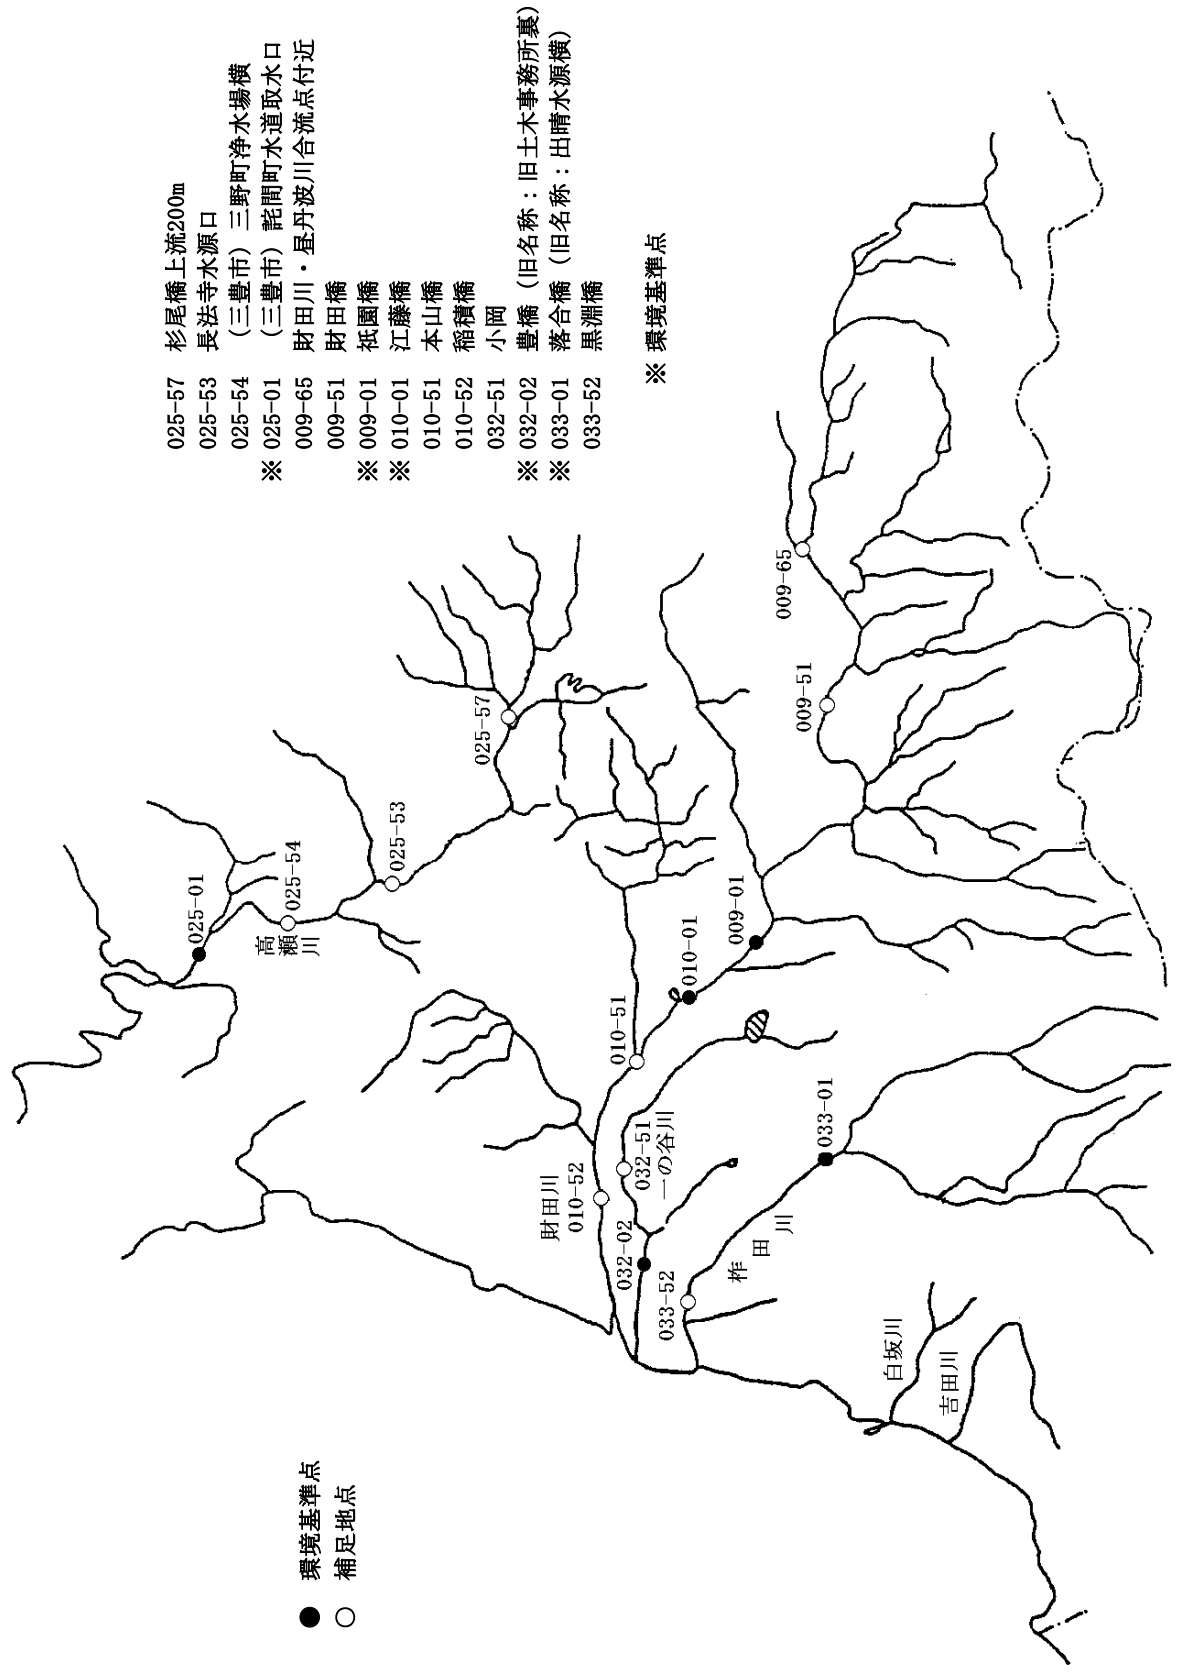 025-57 杉尾橋上流200m
025-53 長法寺水源口
025-54 (三豊市) 三野町浄水場横
※ 025-01 (三豊市) 詫間町水道取水口
009-65 財田川・昼丹波川合流点付近
009-51 財田橋
※ 009-01 祇園橋
※ 010-01 江藤橋
010-51 本山橋
010-52 稲積橋
032-51 小岡
※ 032-02 豊橋 (旧名称:旧土木事務所裏)
※ 033-01 落合橋 (旧名称:出晴水源横)
033-52 黒淵橋
※ 環境基準点
025-01
025-54
高瀬川
025-53
025-57
009-65
009-51
009-01
010-01
010-51
財田川
010-52
032-51
一の谷川
032-02
033-52
033-01
柞田川
白坂川
吉田川
● 環境基準点
○ 補足地点